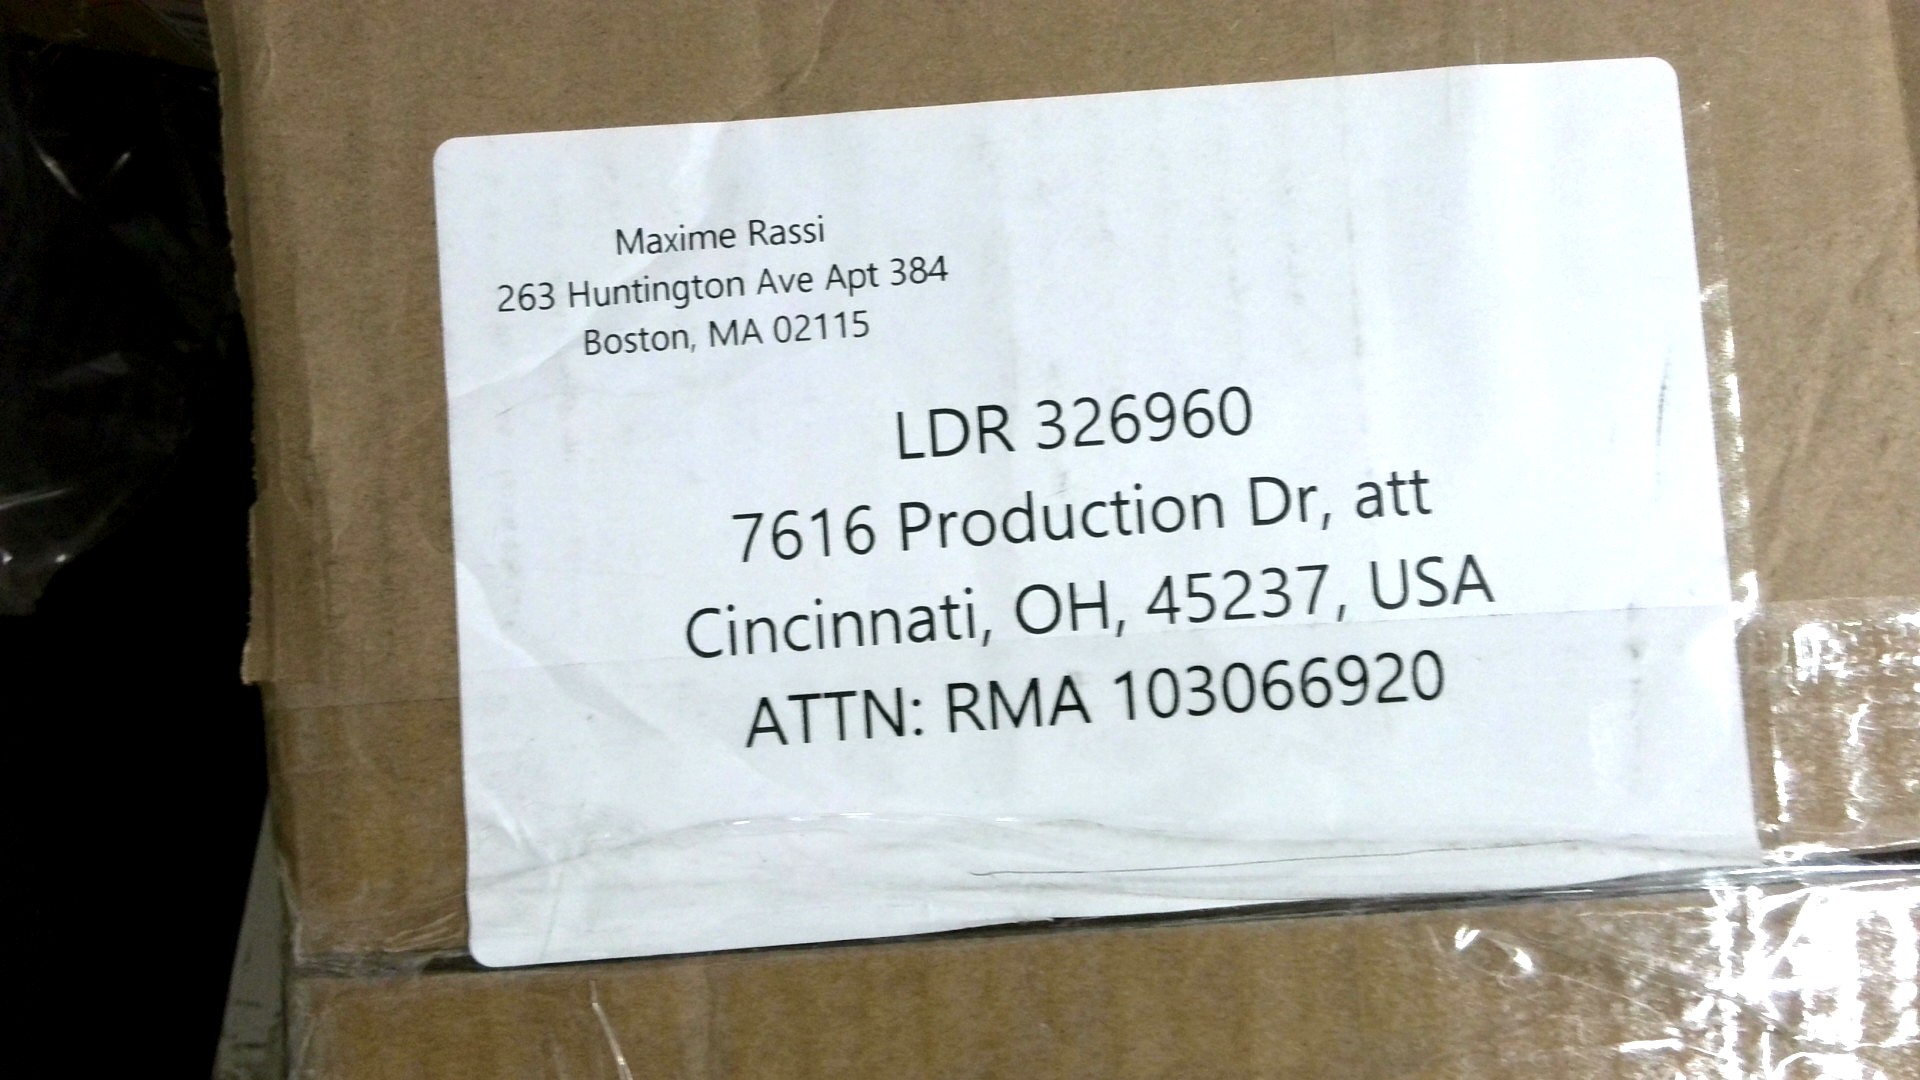 Maxime Rassi
263 Huntington Ave Apt 384
Boston, MA 02115
LDR 326960
7616 Production Dr, att
Cincinnati, OH, 45237, USA
ATTN: RMA 103066920